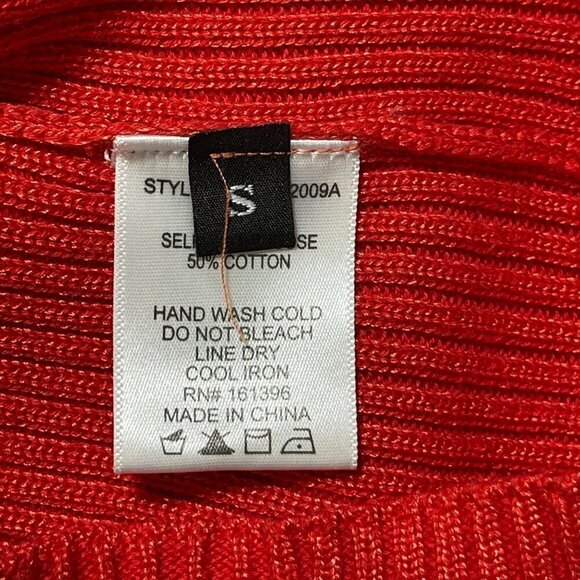 S
STYL 2009A
SEL OSE
50% COTTON
HAND WASH COLD
DO NOT BLEACH
LINE DRY
COOL IRON
RN# 161396
MADE IN CHINA